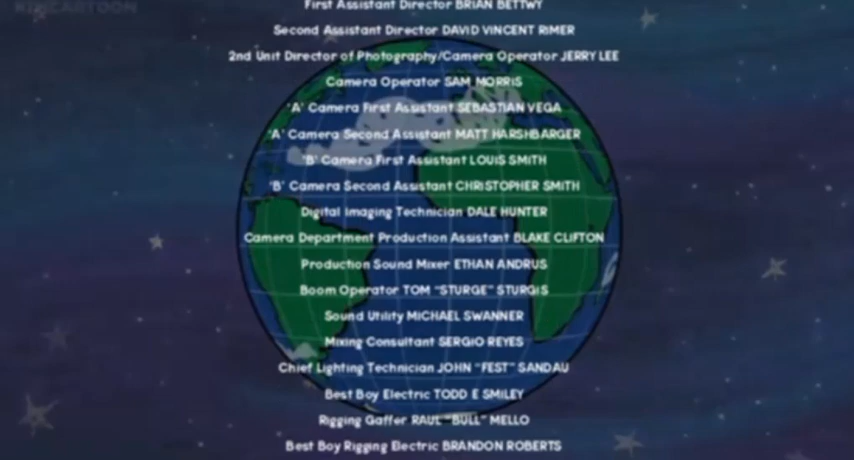 KIMCARTOON
First Assistant Director BRIAN BETTWY
Second Assistant Director DAVID VINCENT RIMER
2nd Unit Director of Photography/Camera Operator JERRY LEE
Camera Operator SAM MORRIS
'A' Camera First Assistant SEBASTIAN VEGA
'A' Camera Second Assistant MATT HARSHBARGER
'B' Camera First Assistant LOUIS SMITH
'B' Camera Second Assistant CHRISTOPHER SMITH
Digital Imaging Technician DALE HUNTER
Camera Department Production Assistant BLAKE CLIFTON
Production Sound Mixer ETHAN ANDRUS
Boom Operator TOM "STURGE" STURGIS
Sound Utility MICHAEL SWANNER
Mixing Consultant SERGIO REYES
Chief Lighting Technician JOHN "FEST" SANDAU
Best Boy Electric TODD E SMILEY
Rigging Gaffer RAUL "BULL" MELLO
Best Boy Rigging Electric BRANDON ROBERTS